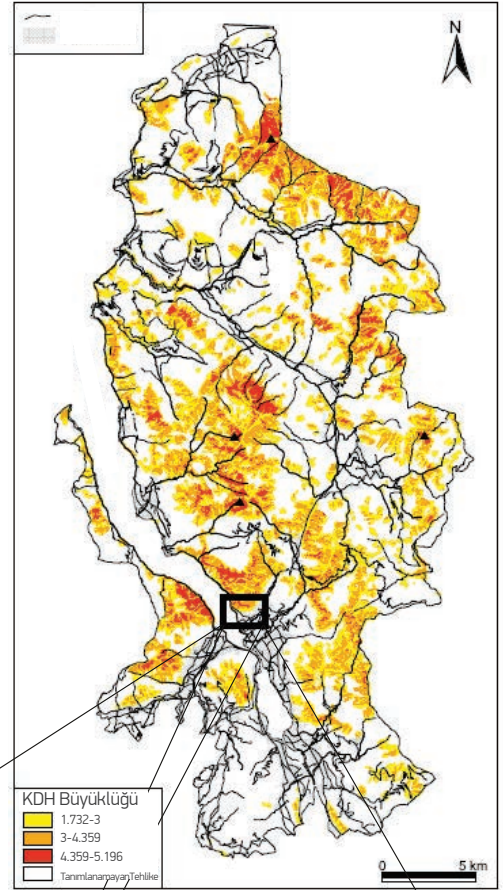 N
KDH Büyüklüğü
1.732-3
3-4.359
4.359-5.196
TanımlanamayanTehlike
0 5 km